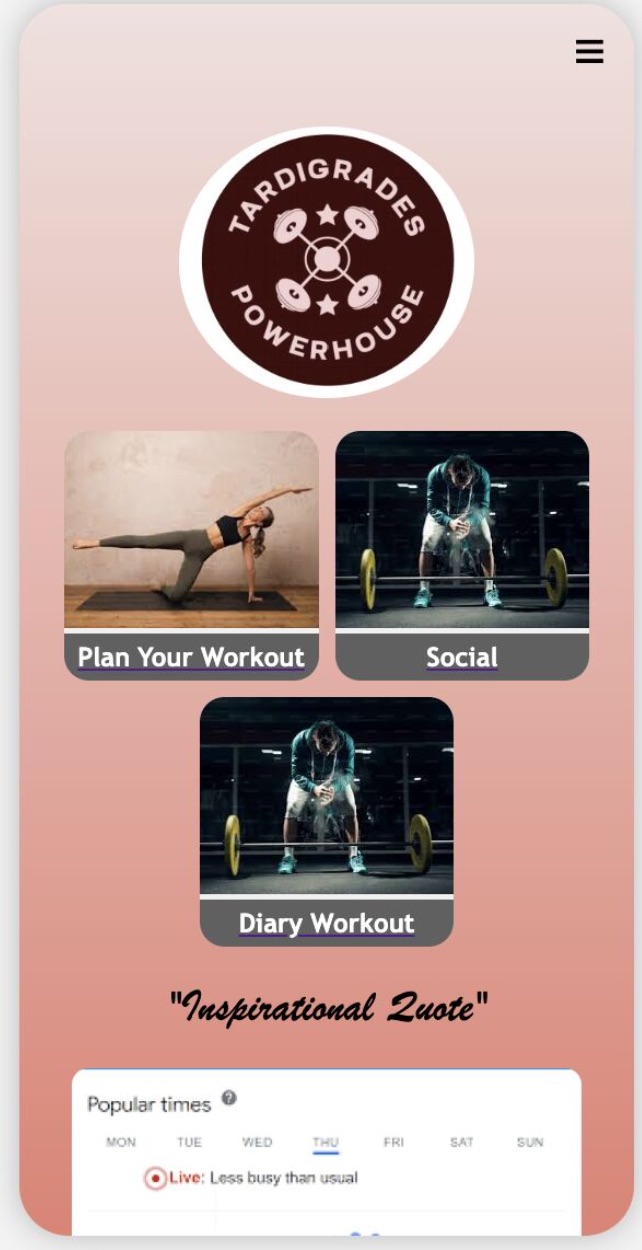 TARDIGRADES
POWERHOUSE
Plan Your Workout
Social
Diary Workout
"Inspirational Quote"
Popular times ?
MON TUE WED THU FRI SAT SUN
Live: Less busy than usual